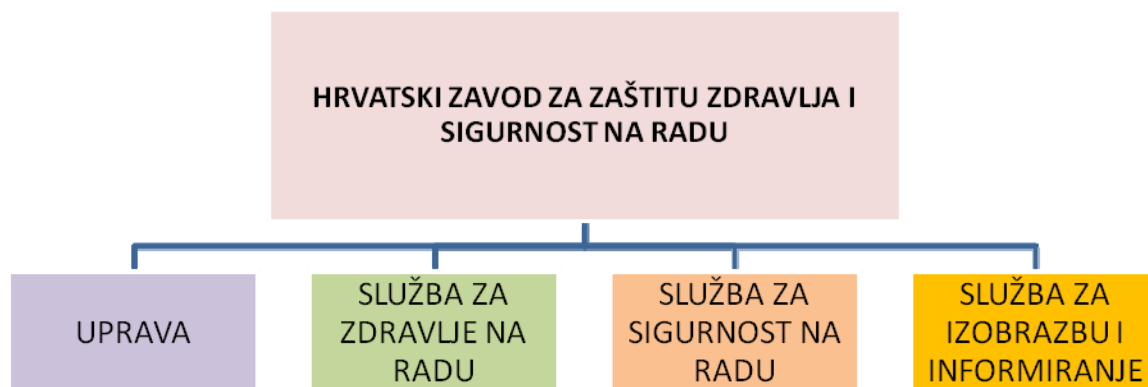 HRVATSKI ZAVOD ZA ZAŠTITU ZDRAVLJA I
SIGURNOST NA RADU
UPRAVA
SLUŽBA ZA
ZDRAVLJE NA
RADU
SLUŽBA ZA
SIGURNOST NA
RADU
SLUŽBA ZA
IZOBRAZBU I
INFORMIRANJE